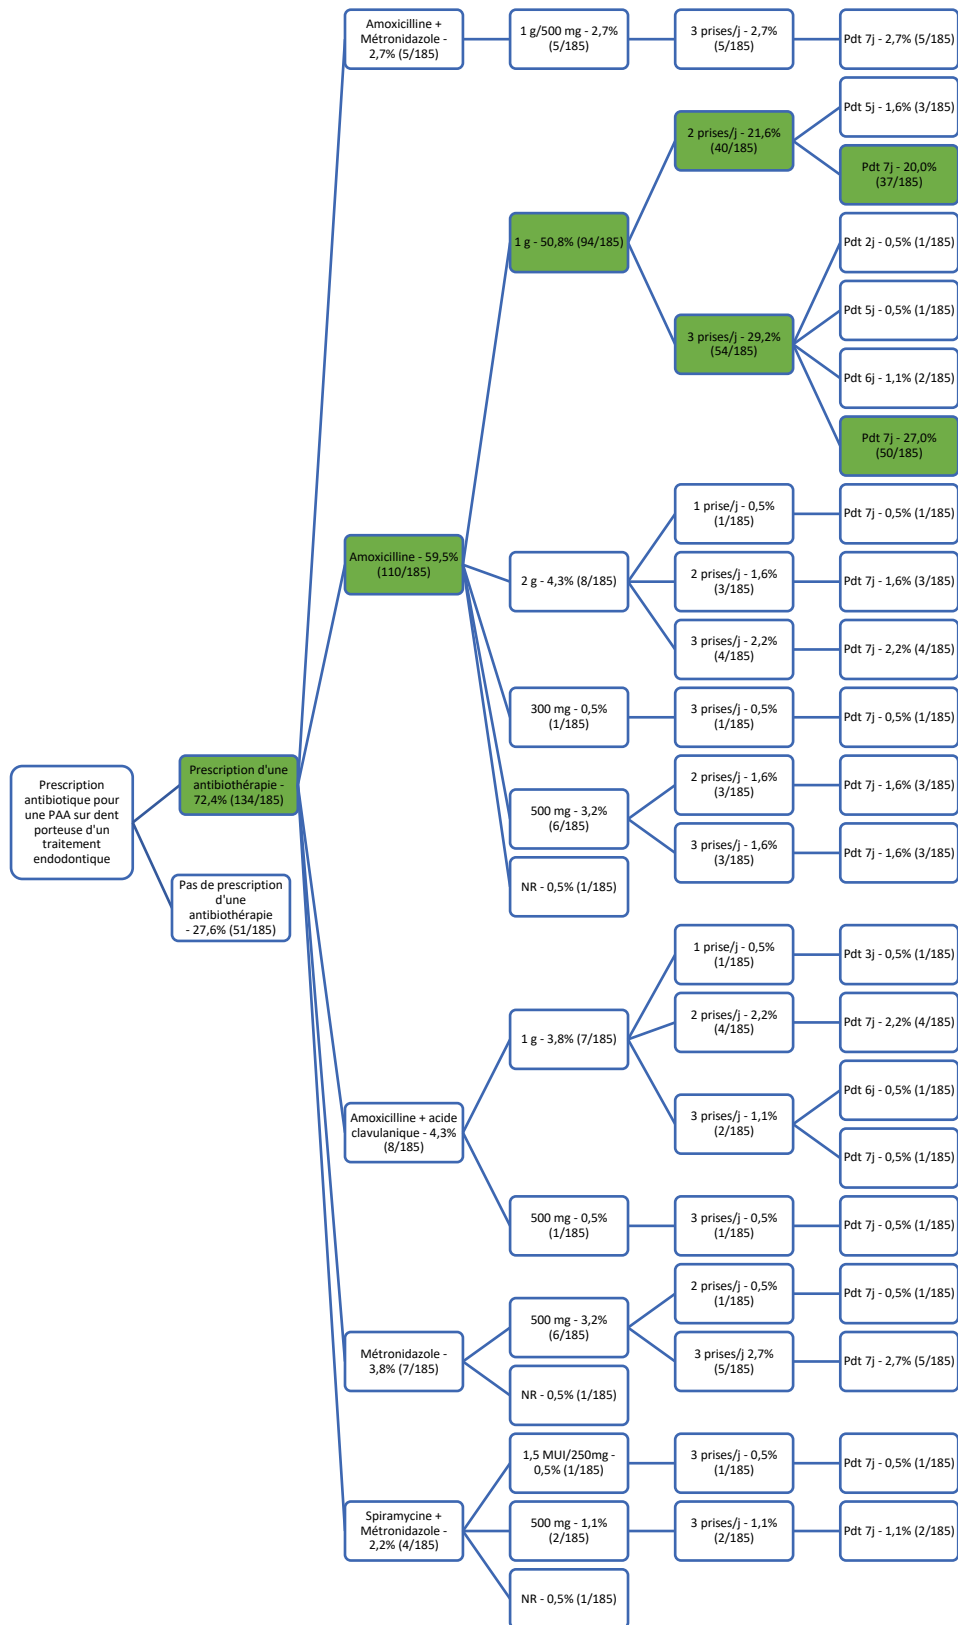 Prescription
antibiotique pour
une PAA sur dent
porteuse d'un
traitement
endodontique
Prescription d'une
antibiothérapie -
72,4% (134/185)
Pas de prescription
d'une
antibiothérapie
- 27,6% (51/185)
Amoxicilline +
Métronidazole -
2,7% (5/185)
1 g/500 mg - 2,7%
(5/185)
3 prises/j - 2,7%
(5/185)
Pdt 7j - 2,7% (5/185)
Amoxicilline - 59,5%
(110/185)
1 g - 50,8% (94/185)
2 prises/j - 21,6%
(40/185)
Pdt 5j - 1,6% (3/185)
Pdt 7j - 20,0%
(37/185)
3 prises/j - 29,2%
(54/185)
Pdt 2j - 0,5% (1/185)
Pdt 5j - 0,5% (1/185)
Pdt 6j - 1,1% (2/185)
Pdt 7j - 27,0%
(50/185)
2 g - 4,3% (8/185)
1 prise/j - 0,5%
(1/185)
Pdt 7j - 0,5% (1/185)
2 prises/j - 1,6%
(3/185)
Pdt 7j - 1,6% (3/185)
3 prises/j - 2,2%
(4/185)
Pdt 7j - 2,2% (4/185)
300 mg - 0,5%
(1/185)
3 prises/j - 0,5%
(1/185)
Pdt 7j - 0,5% (1/185)
500 mg - 3,2%
(6/185)
2 prises/j - 1,6%
(3/185)
Pdt 7j - 1,6% (3/185)
3 prises/j - 1,6%
(3/185)
Pdt 7j - 1,6% (3/185)
NR - 0,5% (1/185)
Amoxicilline + acide
clavulanique - 4,3%
(8/185)
1 g - 3,8% (7/185)
1 prise/j - 0,5%
(1/185)
Pdt 3j - 0,5% (1/185)
2 prises/j - 2,2%
(4/185)
Pdt 7j - 2,2% (4/185)
3 prises/j - 1,1%
(2/185)
Pdt 6j - 0,5% (1/185)
Pdt 7j - 0,5% (1/185)
500 mg - 0,5%
(1/185)
3 prises/j - 0,5%
(1/185)
Pdt 7j - 0,5% (1/185)
Métronidazole -
3,8% (7/185)
500 mg - 3,2%
(6/185)
2 prises/j - 0,5%
(1/185)
Pdt 7j - 0,5% (1/185)
3 prises/j 2,7%
(5/185)
Pdt 7j - 2,7% (5/185)
NR - 0,5% (1/185)
Spiramycine +
Métronidazole -
2,2% (4/185)
1,5 MUI/250mg -
0,5% (1/185)
3 prises/j - 0,5%
(1/185)
Pdt 7j - 0,5% (1/185)
500 mg - 1,1%
(2/185)
3 prises/j - 1,1%
(2/185)
Pdt 7j - 1,1% (2/185)
NR - 0,5% (1/185)